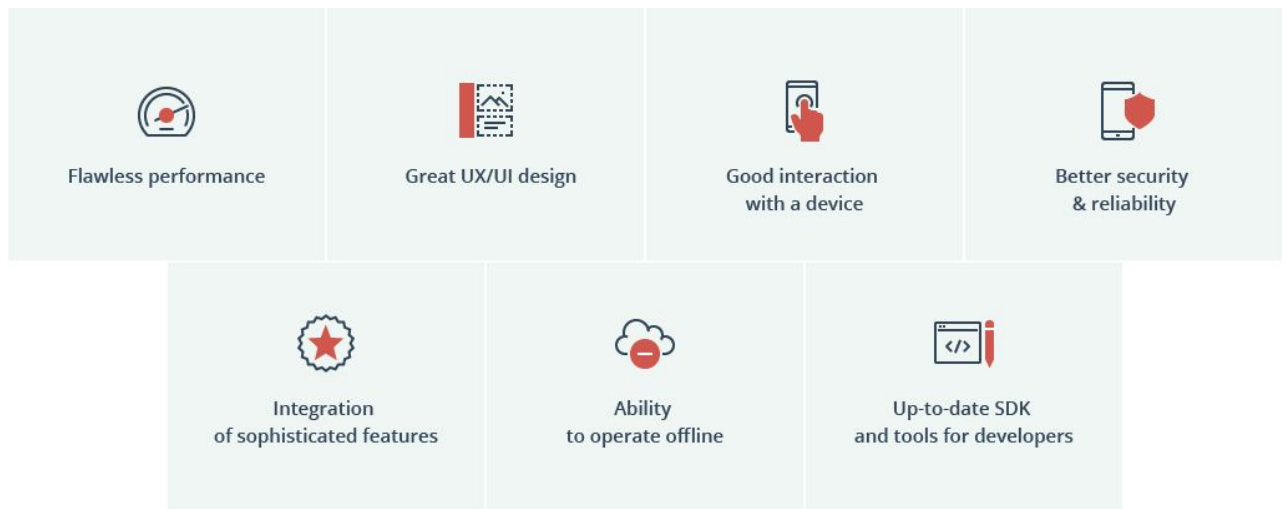 Flawless performance
Great UX/UI design
Good interaction
with a device
Better security
& reliability
Integration
of sophisticated features
Ability
to operate offline
Up-to-date SDK
and tools for developers